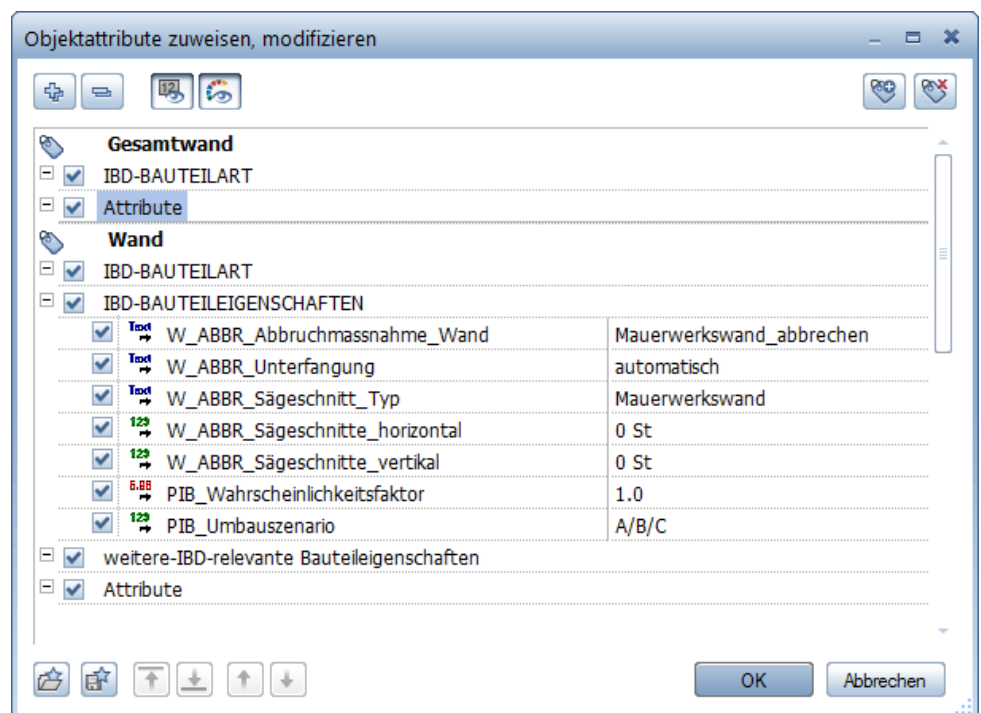 Objektattribute zuweisen, modifizieren
12
Gesamtwand
IBD-BAUTEILART
Attribute
Wand
IBD-BAUTEILART
IBD-BAUTEILEIGENSCHAFTEN
Text W_ABBR_Abbruchmassnahme_Wand Mauerwerkswand_abbrechen
Text W_ABBR_Unterfangung automatisch
Text W_ABBR_Sägeschnitt_Typ Mauerwerkswand
123 W_ABBR_Sägeschnitte_horizontal 0 St
123 W_ABBR_Sägeschnitte_vertikal 0 St
PIB_Wahrscheinlichkeitsfaktor 1.0
123 PIB_Umbauszenario A/B/C
weitere-IBD-relevante Bauteileigenschaften
Attribute
OK Abbrechen